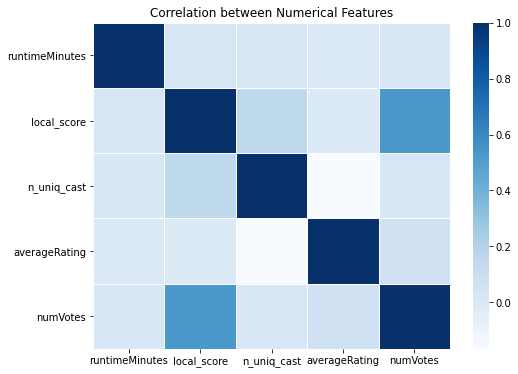 Correlation between Numerical Features
runtimeMinutes
local_score
n_uniq_cast
averageRating
numVotes
runtimeMinutes local_score n_uniq_cast averageRating numVotes
1.0
0.8
0.6
0.4
0.2
0.0